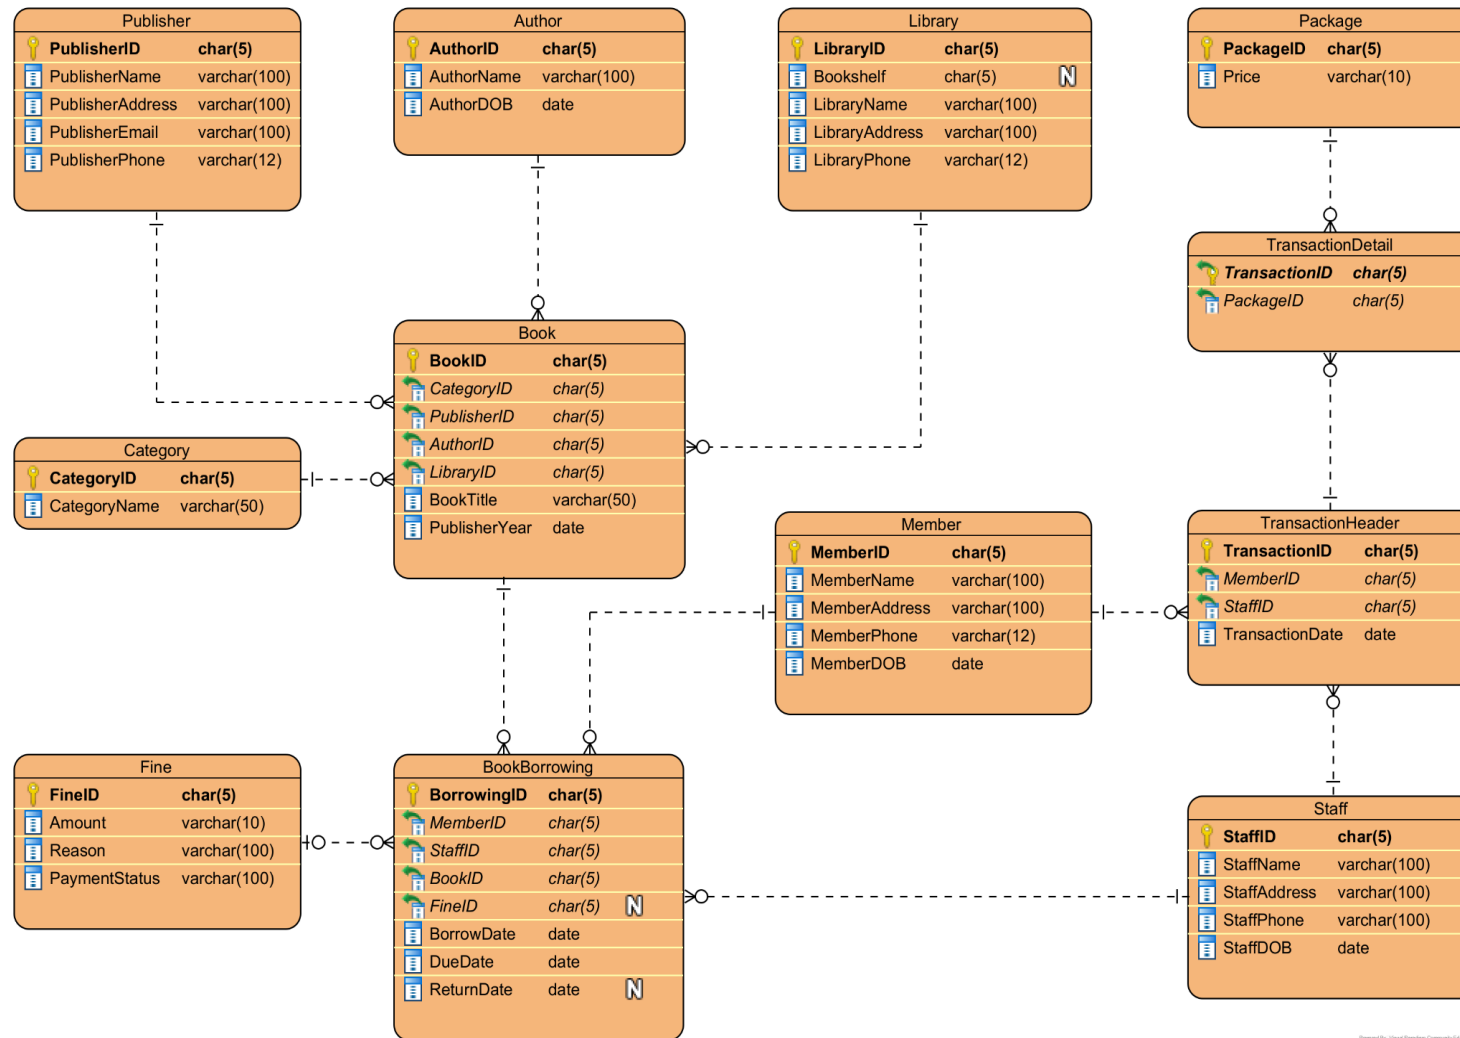 Publisher
PublisherID char(5)
PublisherName varchar(100)
PublisherAddress varchar(100)
PublisherEmail varchar(100)
PublisherPhone varchar(12)
Author
AuthorID char(5)
AuthorName varchar(100)
AuthorDOB date
Library
LibraryID char(5)
Bookshelf char(5) N
LibraryName varchar(100)
LibraryAddress varchar(100)
LibraryPhone varchar(12)
Package
PackageID char(5)
Price varchar(10)
TransactionDetail
TransactionID char(5)
PackageID char(5)
Book
BookID char(5)
CategoryID char(5)
PublisherID char(5)
AuthorID char(5)
LibraryID char(5)
BookTitle varchar(50)
PublisherYear date
Category
CategoryID char(5)
CategoryName varchar(50)
Member
MemberID char(5)
MemberName varchar(100)
MemberAddress varchar(100)
MemberPhone varchar(12)
MemberDOB date
TransactionHeader
TransactionID char(5)
MemberID char(5)
StaffID char(5)
TransactionDate date
Fine
FineID char(5)
Amount varchar(10)
Reason varchar(100)
PaymentStatus varchar(100)
BookBorrowing
BorrowingID char(5)
MemberID char(5)
StaffID char(5)
BookID char(5)
FineID char(5) N
BorrowDate date
DueDate date
ReturnDate date N
Staff
StaffID char(5)
StaffName varchar(100)
StaffAddress varchar(100)
StaffPhone varchar(100)
StaffDOB date